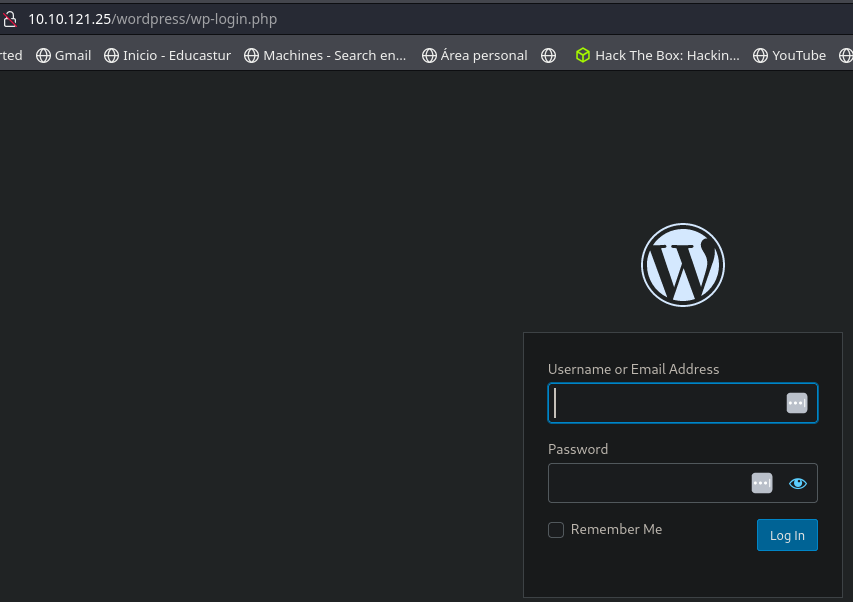 10.10.121.25/wordpress/wp-login.php
rted Gmail Inicio - Educastur Machines - Search en... Área personal Hack The Box: Hackin... YouTube
Username or Email Address
Password
Remember Me
Log In